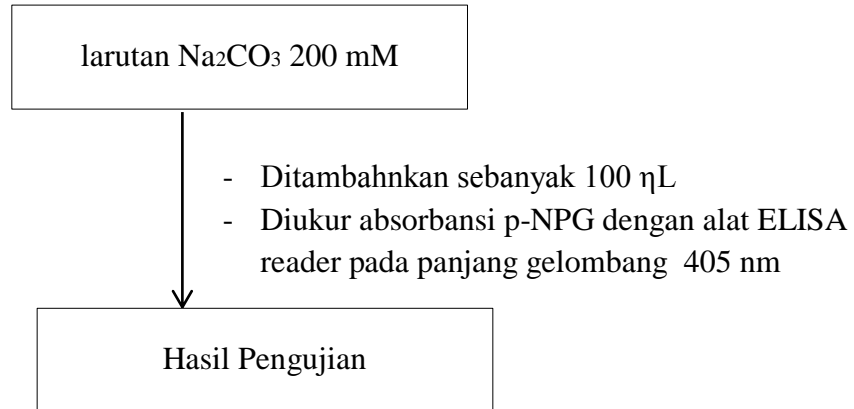 larutan Na₂CO₃ 200 mM
- Ditambahnkan sebanyak 100 ηL
- Diukur absorbansi p-NPG dengan alat ELISA
reader pada panjang gelombang 405 nm
Hasil Pengujian